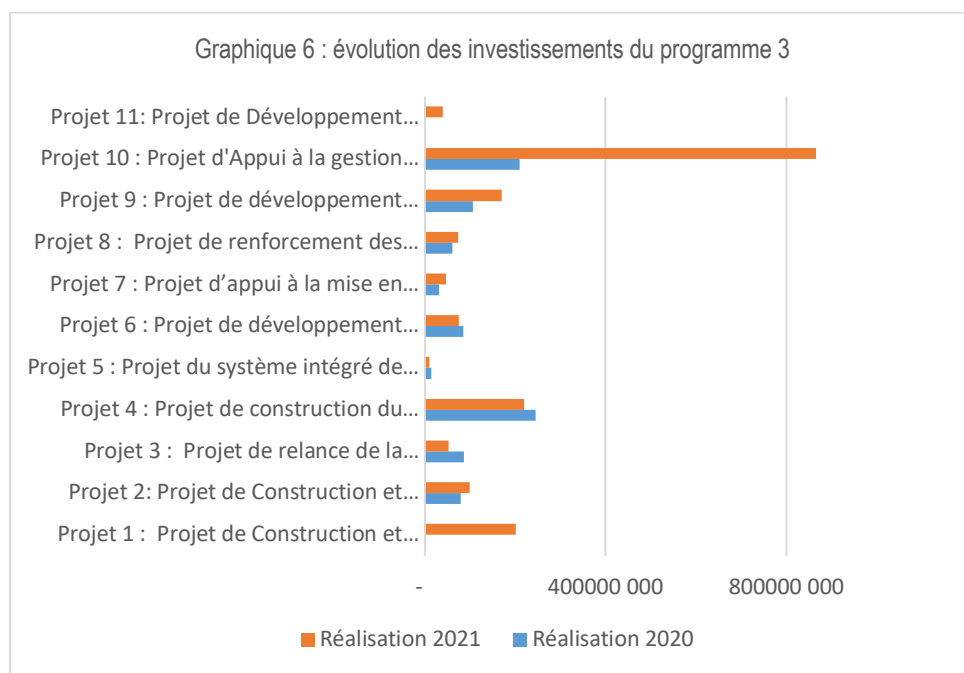 Graphique 6 : évolution des investissements du programme 3
Projet 11: Projet de Développement...
Projet 10 : Projet d'Appui à la gestion...
Projet 9 : Projet de développement...
Projet 8 :  Projet de renforcement des...
Projet 7 : Projet d’appui à la mise en...
Projet 6 : Projet de développement...
Projet 5 : Projet du système intégré de...
Projet 4 : Projet de construction du...
Projet 3 :  Projet de relance de la...
Projet 2: Projet de Construction et...
Projet 1 :  Projet de Construction et...
- 400000 000 800000 000
Réalisation 2021 Réalisation 2020